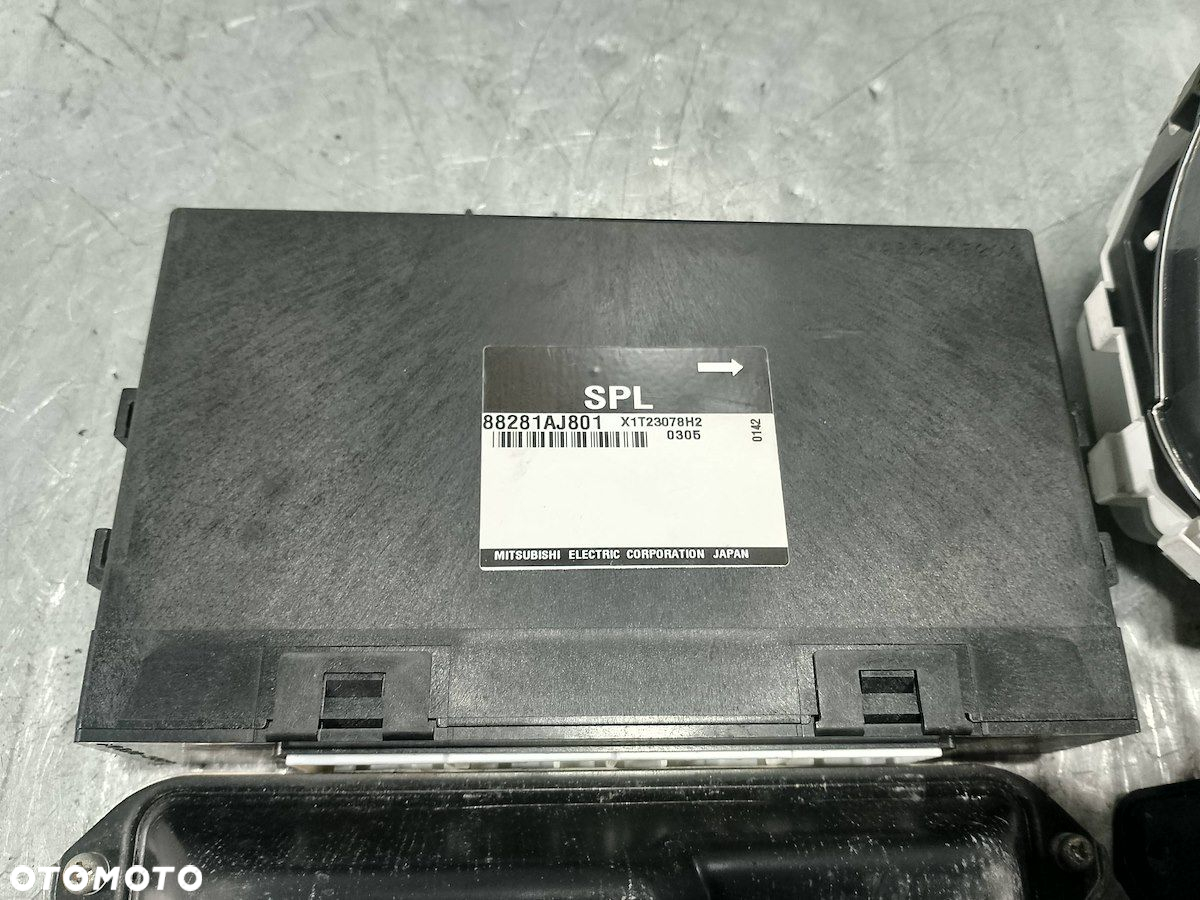 SPL
88281AJ801 X1T23078H2
0305
0142
MITSUBISHI ELECTRIC CORPORATION JAPAN
OTOMOTO